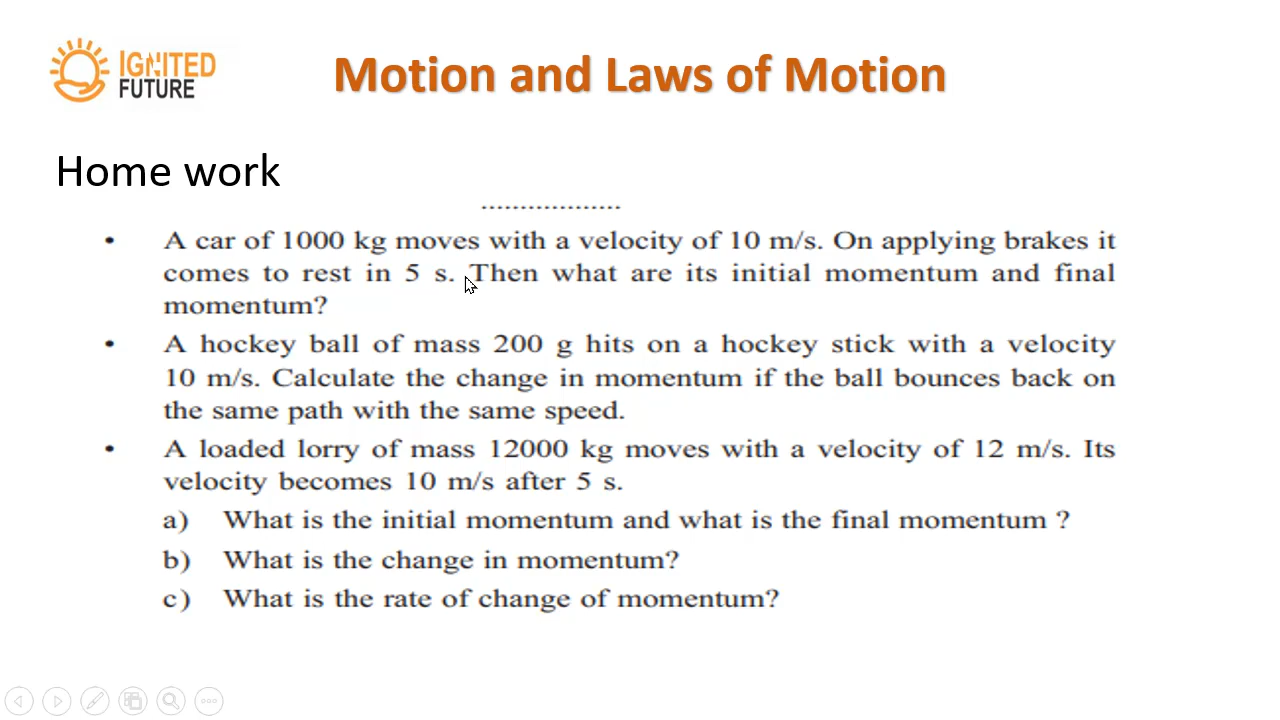 IGNITED
FUTURE
Motion and Laws of Motion
Home work
...................
• A car of 1000 kg moves with a velocity of 10 m/s. On applying brakes it
comes to rest in 5 s. Then what are its initial momentum and final
momentum?
• A hockey ball of mass 200 g hits on a hockey stick with a velocity
10 m/s. Calculate the change in momentum if the ball bounces back on
the same path with the same speed.
• A loaded lorry of mass 12000 kg moves with a velocity of 12 m/s. Its
velocity becomes 10 m/s after 5 s.
a) What is the initial momentum and what is the final momentum ?
b) What is the change in momentum?
c) What is the rate of change of momentum?